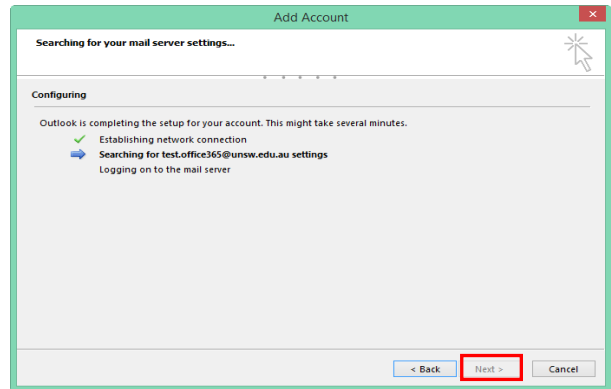 Add Account
Searching for your mail server settings...
Configuring
Outlook is completing the setup for your account. This might take several minutes.
Establishing network connection
Searching for test.office365@unsw.edu.au settings
Logging on to the mail server
< Back Next > Cancel